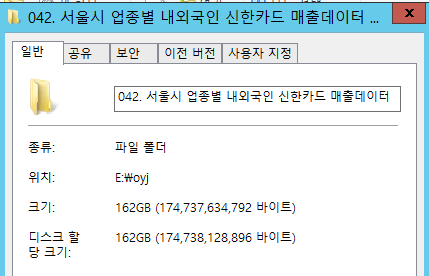 042. 서울시 업종별 내외국인 신한카드 매출데이터 ...
x
일반 공유 보안 이전 버전 사용자 지정
042. 서울시 업종별 내외국인 신한카드 매출데이터
종류: 파일 폴더
위치: E:\oyj
크기: 162GB (174,737,634,792 바이트)
디스크 할 162GB (174,738,128,896 바이트)
당 크기: